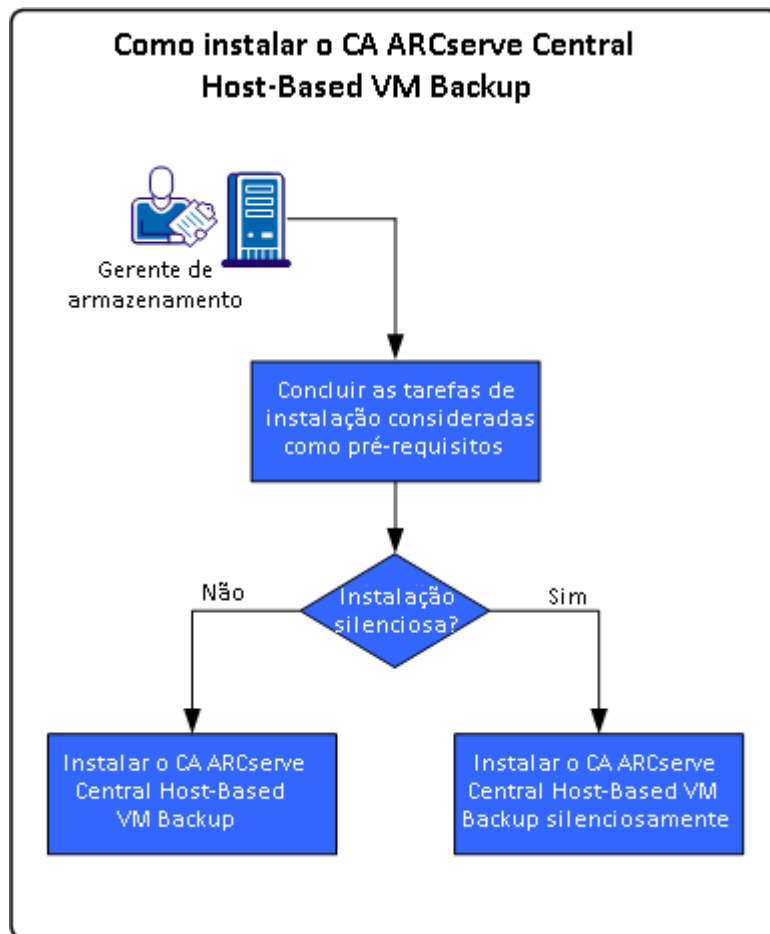 Como instalar o CA ARCserve Central
Host-Based VM Backup
Gerente de
armazenamento
Concluir as tarefas de
instalação consideradas
como pré-requisitos
Não
Instalação
silenciosa?
Sim
Instalar o CA ARCserve
Central Host-Based
VM Backup
Instalar o CA ARCserve
Central Host-Based VM
Backup silenciosamente